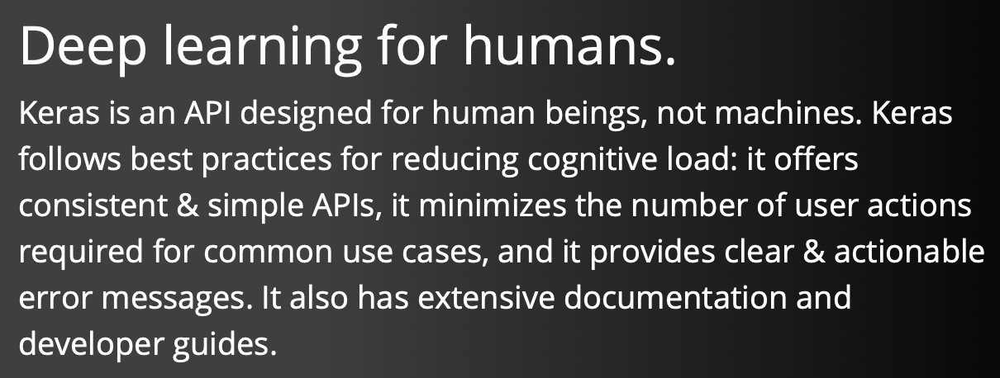 Deep learning for humans.
Keras is an API designed for human beings, not machines. Keras
follows best practices for reducing cognitive load: it offers
consistent & simple APIs, it minimizes the number of user actions
required for common use cases, and it provides clear & actionable
error messages. It also has extensive documentation and
developer guides.